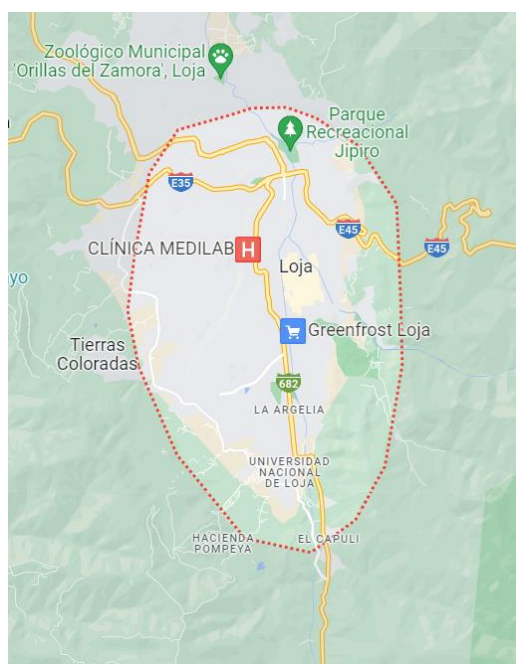 Zoológico Municipal
'Orillas del Zamora', Loja
Parque
Recreacional
Jipiro
E35
E45
E45
CLÍNICA MEDILAB
H
Loja
Greenfrost Loja
Tierras
Coloradas
682
LA ARGELIA
UNIVERSIDAD
NACIONAL
DE LOJA
HACIENDA
POMPEYA
EL CAPULI